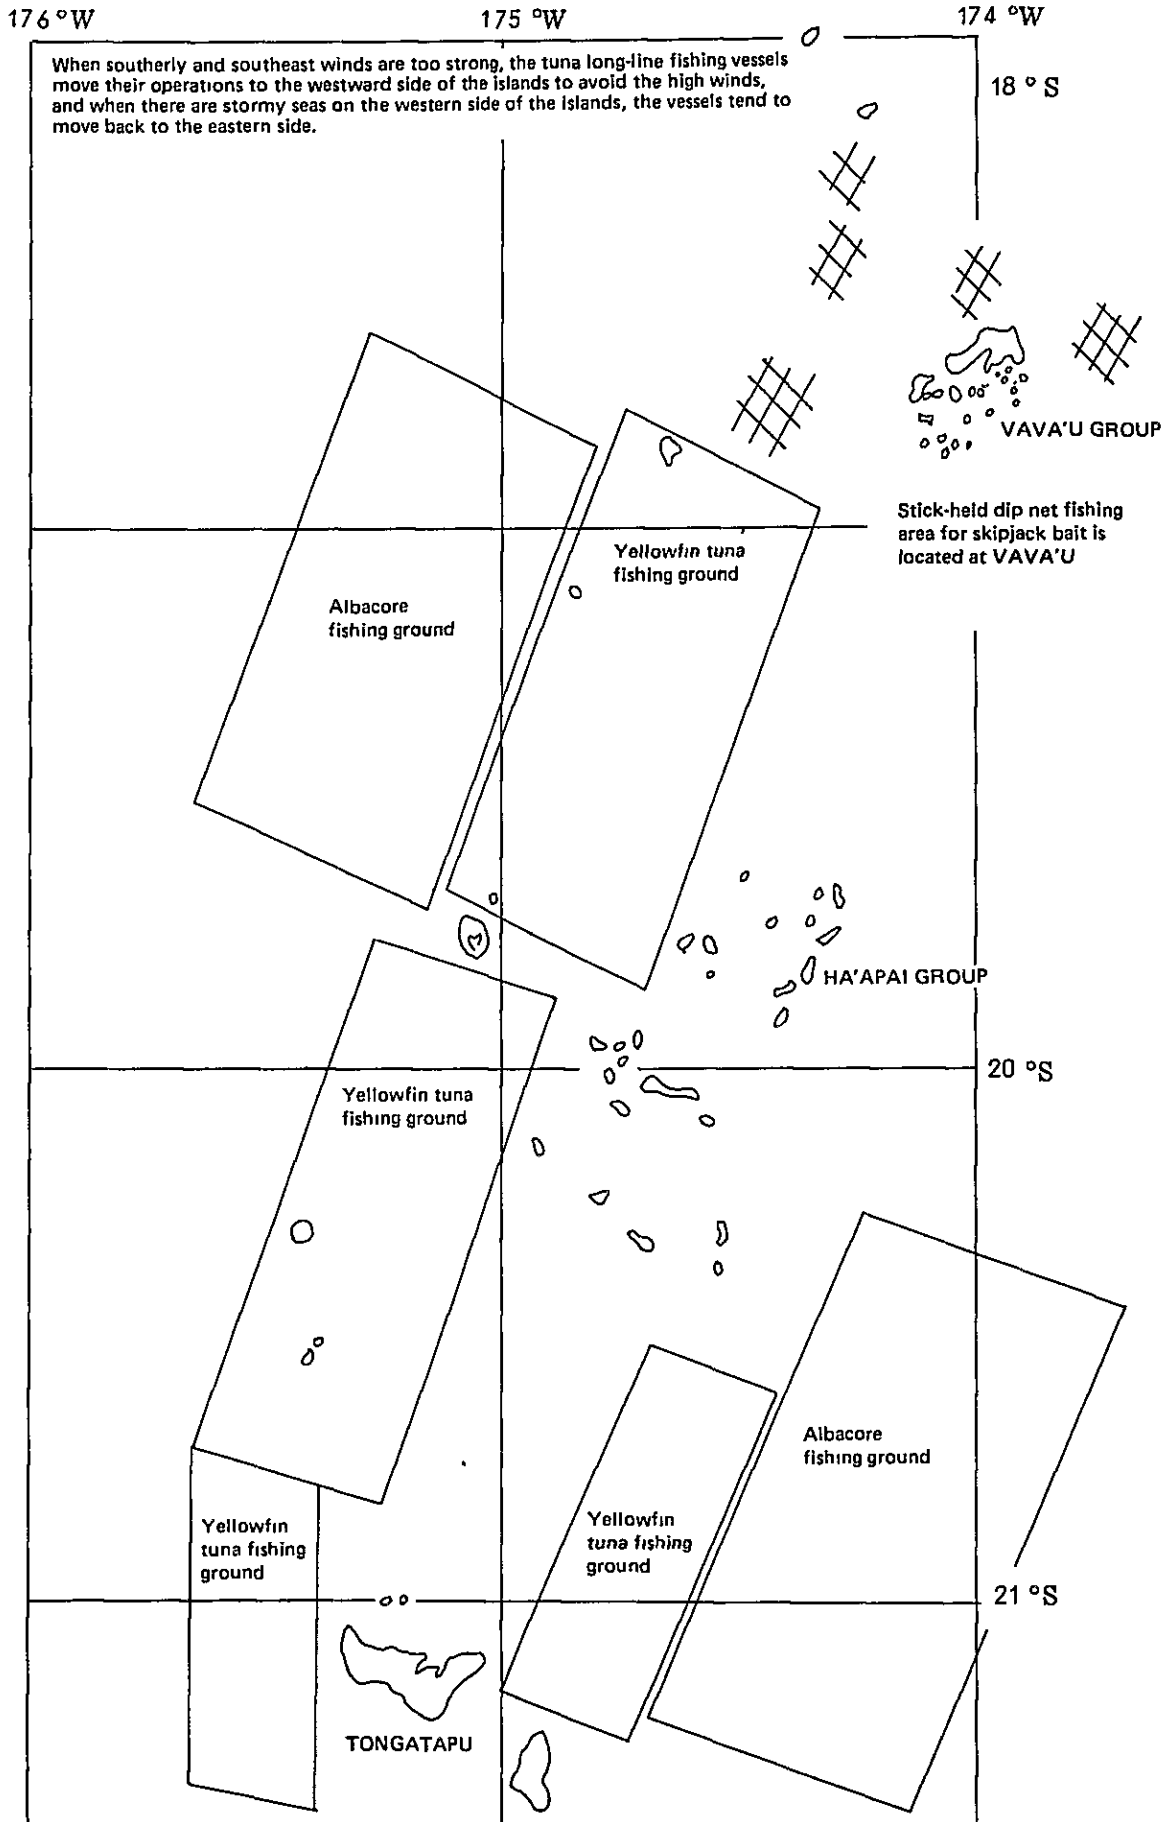 176 °W
175 °W
174 °W
When southerly and southeast winds are too strong, the tuna long-line fishing vessels
move their operations to the westward side of the islands to avoid the high winds,
and when there are stormy seas on the western side of the islands, the vessels tend to
move back to the eastern side.
18 ° S
VAVA'U GROUP
Stick-held dip net fishing
area for skipjack bait is
located at VAVA'U
Yellowfin tuna
fishing ground
Albacore
fishing ground
HA'APAI GROUP
20 °S
Yellowfin tuna
fishing ground
Albacore
fishing ground
Yellowfin
tuna fishing
ground
Yellowfin
tuna fishing
ground
21 °S
TONGATAPU